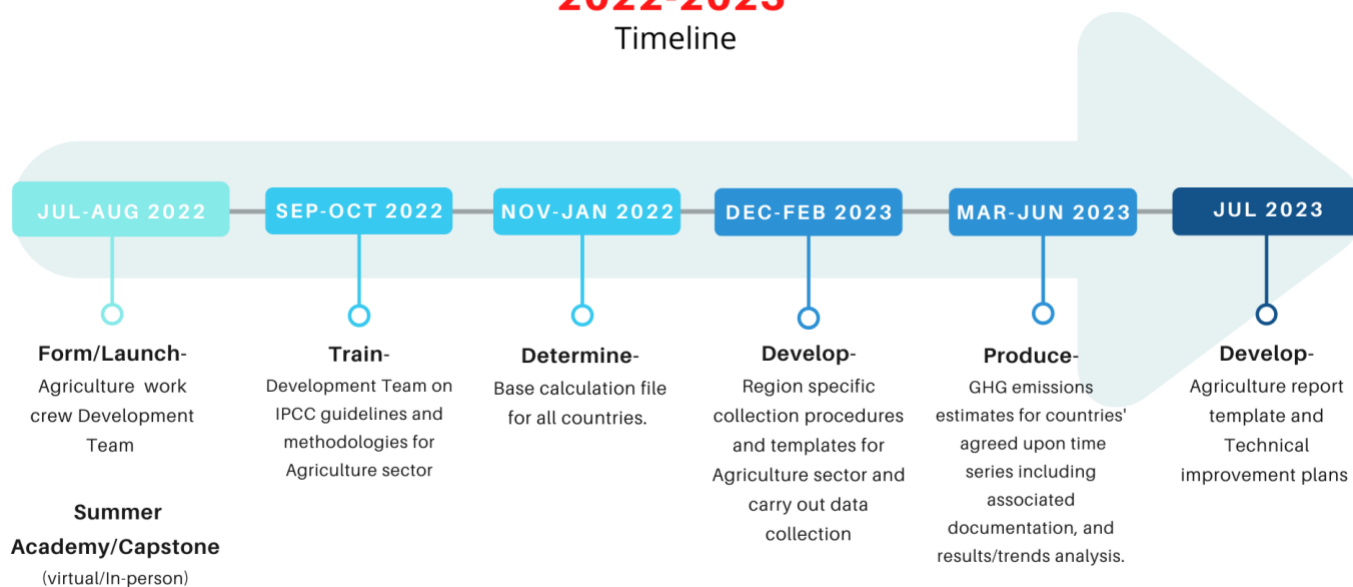 2022-2023
Timeline
JUL-AUG 2022
SEP-OCT 2022
NOV-JAN 2022
DEC-FEB 2023
MAR-JUN 2023
JUL 2023
Form/Launch-
Agriculture work
crew Development
Team
Summer
Academy/Capstone
(virtual/In-person)
Train-
Development Team on
IPCC guidelines and
methodologies for
Agriculture sector
Determine-
Base calculation file
for all countries.
Develop-
Region specific
collection procedures
and templates for
Agriculture sector and
carry out data
collection
Produce-
GHG emissions
estimates for countries'
agreed upon time
series including
associated
documentation, and
results/trends analysis.
Develop-
Agriculture report
template and
Technical
improvement plans